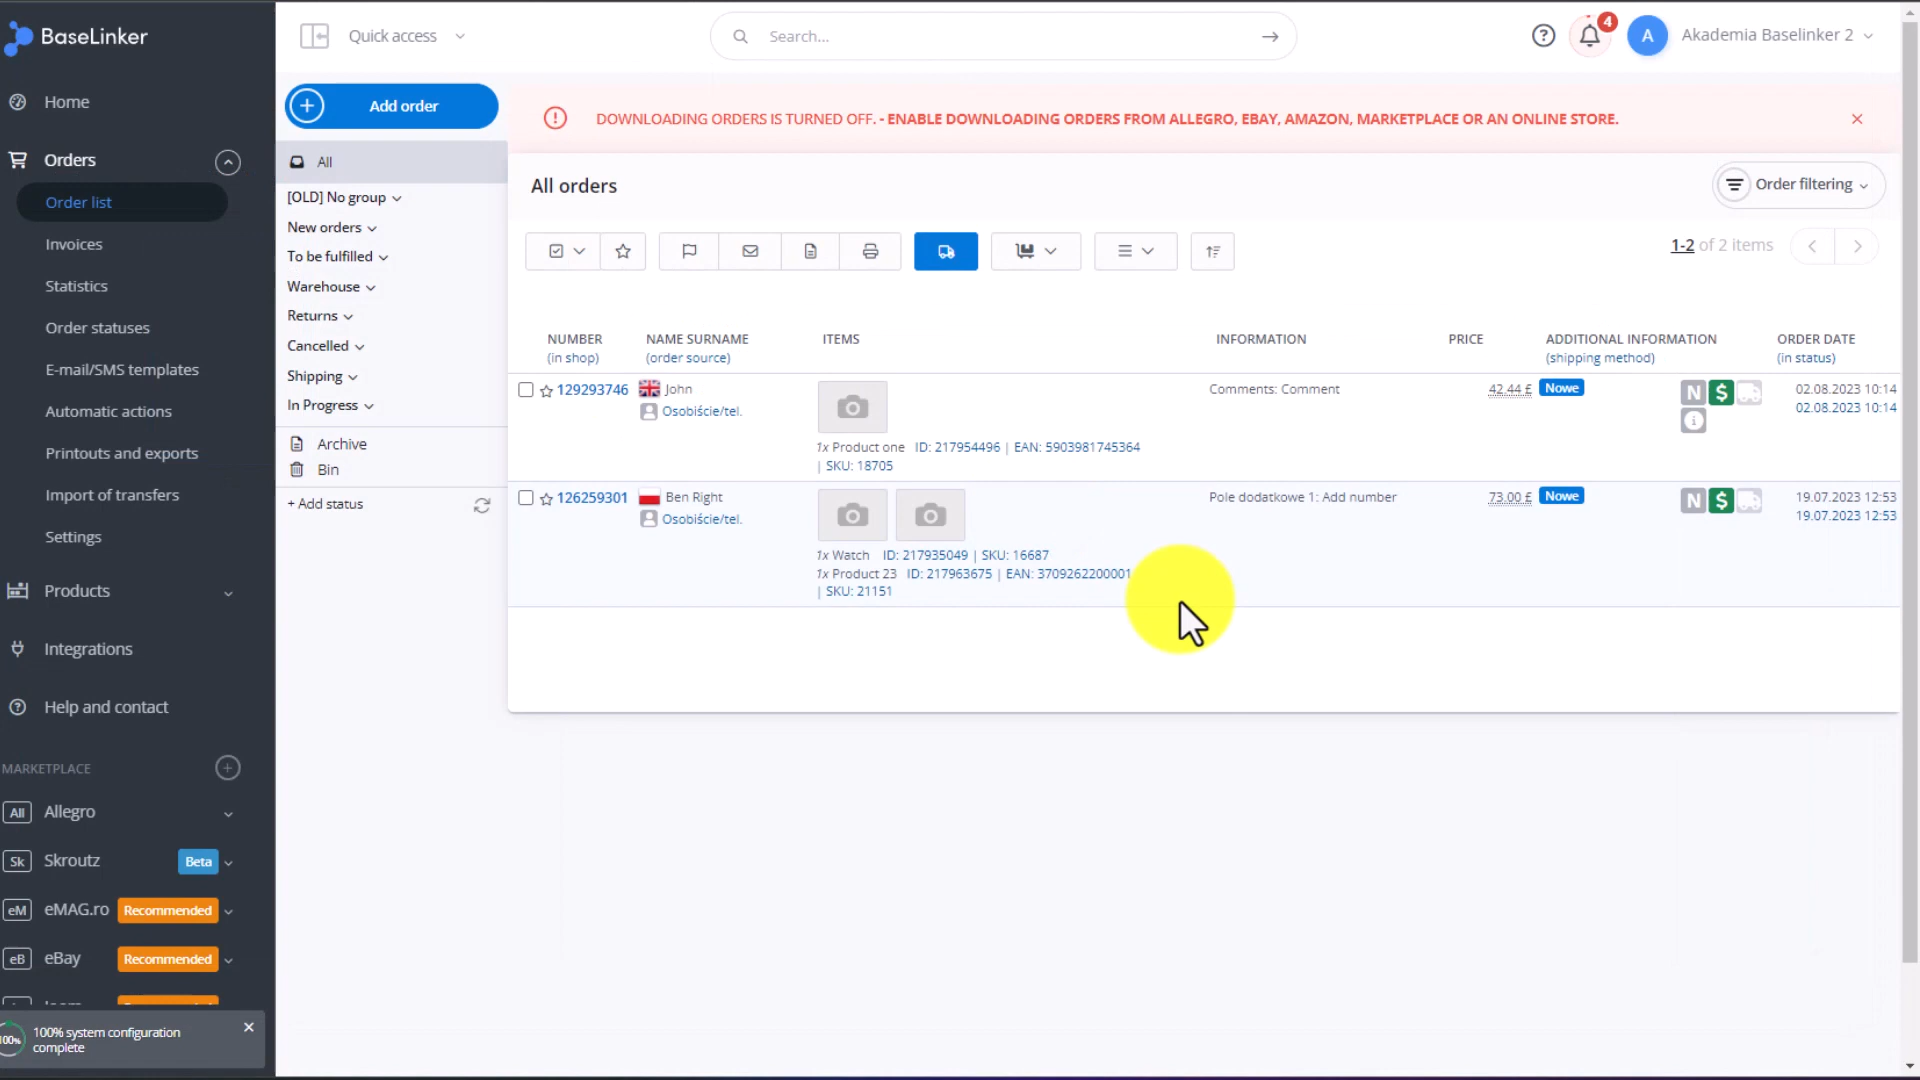 BaseLinker
Quick access
Search...
4
A
Akademia Baselinker 2
Home
Orders
Order list
Invoices
Statistics
Order statuses
E-mail/SMS templates
Automatic actions
Printouts and exports
Import of transfers
Settings
Products
Integrations
Help and contact
MARKETPLACE
All Allegro
Sk Skroutz Beta
eM eMAG.ro Recommended
eB eBay Recommended
100% 100% system configuration
complete
Add order
All
[OLD] No group
New orders
To be fulfilled
Warehouse
Returns
Cancelled
Shipping
In Progress
Archive
Bin
+ Add status
DOWNLOADING ORDERS IS TURNED OFF. - ENABLE DOWNLOADING ORDERS FROM ALLEGRO, EBAY, AMAZON, MARKETPLACE OR AN ONLINE STORE.
All orders
Order filtering
1-2 of 2 items
NUMBER NAME SURNAME ITEMS INFORMATION PRICE ADDITIONAL INFORMATION ORDER DATE
(in shop) (order source) (shipping method) (in status)
129293746 John Comments: Comment 42.44 £ Nowe N $ 02.08.2023 10:14
Osobiście/tel. 02.08.2023 10:14
1x Product one ID: 217954496 | EAN: 5903981745364
| SKU: 18705
126259301 Ben Right Pole dodatkowe 1: Add number 73.00 £ Nowe N $ 19.07.2023 12:53
Osobiście/tel. 19.07.2023 12:53
1x Watch ID: 217935049 | SKU: 16687
1x Product 23 ID: 217963675 | EAN: 3709262200001
| SKU: 21151